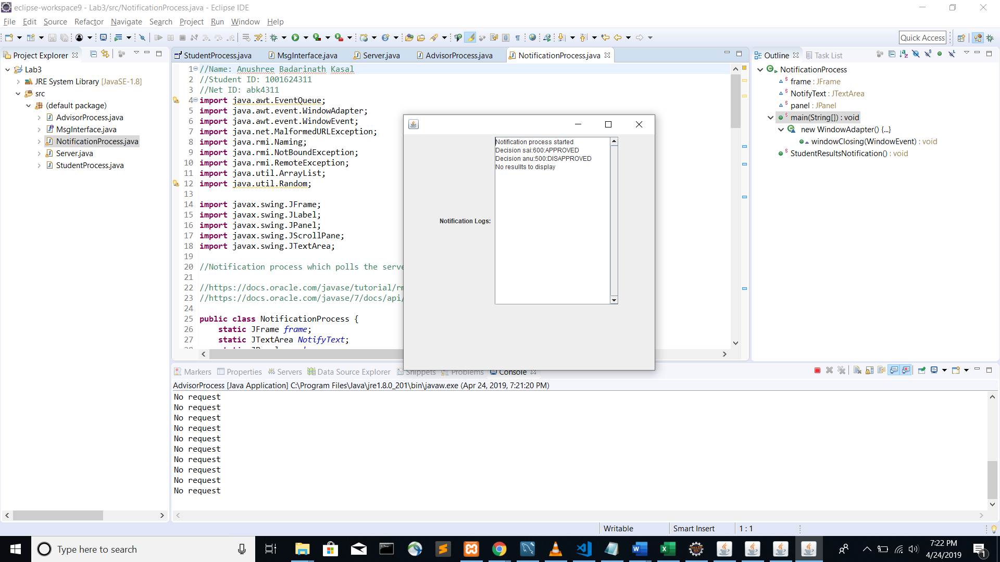 eclipse-workspace9 - Lab3/src/NotificationProcess.java - Eclipse IDE
File Edit Source Refactor Navigate Search Project Run Window Help
Quick Access
Project Explorer
Lab3
JRE System Library [JavaSE-1.8]
src
(default package)
AdvisorProcess.java
MsgInterface.java
NotificationProcess.java
Server.java
StudentProcess.java
StudentProcess.java MsgInterface.java Server.java AdvisorProcess.java NotificationProcess.java
1 //Name: Anushree Badarinath Kasal
2 //Student ID: 1001624311
3 //Net ID: abk4311
4 import java.awt.EventQueue;
5 import java.awt.event.WindowAdapter;
6 import java.awt.event.WindowEvent;
7 import java.net.MalformedURLException;
8 import java.rmi.Naming;
9 import java.rmi.NotBoundException;
10 import java.rmi.RemoteException;
11 import java.util.ArrayList;
12 import java.util.Random;
13
14 import javax.swing.JFrame;
15 import javax.swing.JLabel;
16 import javax.swing.JPanel;
17 import javax.swing.JScrollPane;
18 import javax.swing.JTextArea;
19
20 //Notification process which polls the serve
21
22 //https://docs.oracle.com/javase/tutorial/rm
23 //https://docs.oracle.com/javase/7/docs/api/
24
25 public class NotificationProcess {
26 static JFrame frame;
27 static JTextArea NotifyText;
Notification Logs:
Notification process started
Decision sai:600:APPROVED
Decision anu:500:DISAPPROVED
No resullts to display
Outline Task List
NotificationProcess
frame : JFrame
NotifyText : JTextArea
panel : JPanel
main(String[]) : void
new WindowAdapter() {...}
windowClosing(WindowEvent) : void
StudentResultsNotification() : void
Markers Properties Servers Data Source Explorer Snippets Problems Console
AdvisorProcess [Java Application] C:\Program Files\Java\jre1.8.0_201\bin\javaw.exe (Apr 24, 2019, 7:21:20 PM)
No request
No request
No request
No request
No request
No request
No request
No request
No request
No request
Writable Smart Insert 1 : 1
Type here to search
7:22 PM
4/24/2019
1